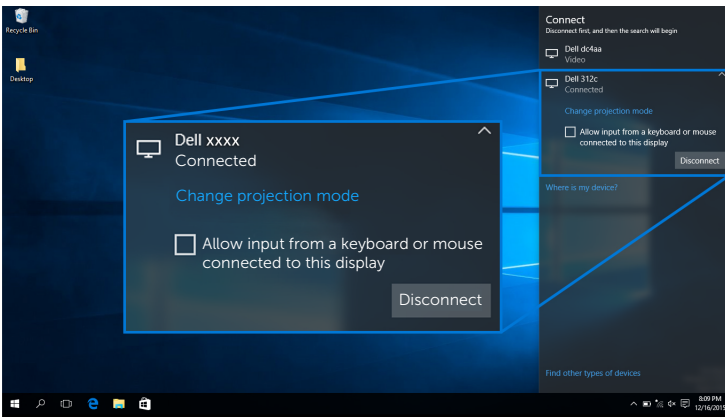 Recycle Bin
Desktop
Connect
Disconnect first, and then the search will begin
Dell dc4aa
Video
Dell 312c
Connected
Change projection mode
Allow input from a keyboard or mouse
connected to this display
Disconnect
Where is my device?
Find other types of devices
Dell xxxx
Connected
Change projection mode
Allow input from a keyboard or mouse
connected to this display
Disconnect
8:09 PM
12/16/2015